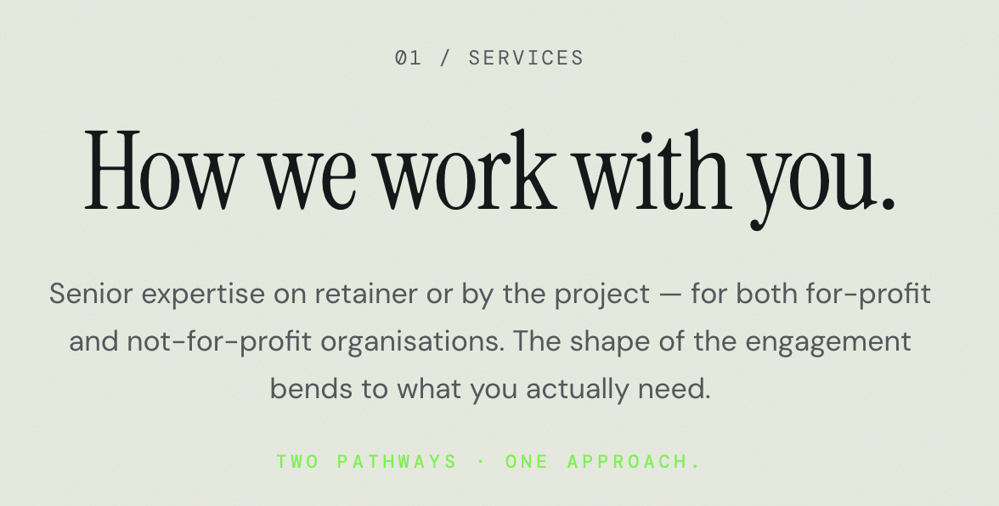 01 / SERVICES
How we work with you.
Senior expertise on retainer or by the project — for both for-profit
and not-for-profit organisations. The shape of the engagement
bends to what you actually need.
TWO PATHWAYS · ONE APPROACH.